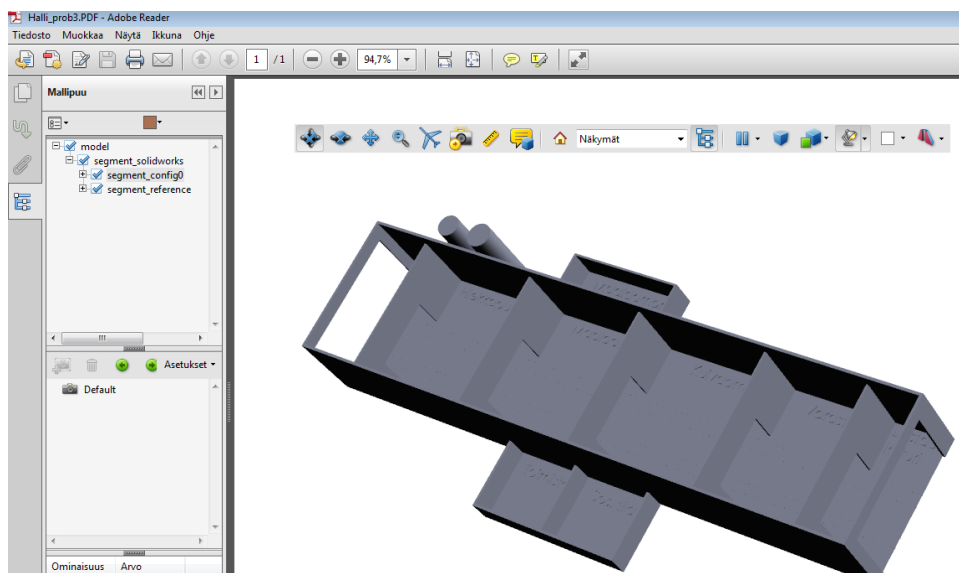 Halli_prob3.PDF - Adobe Reader
Tiedosto Muokkaa Näytä Ikkuna Ohje
1 /1 94,7%
Mallipuu
Näkymät
model
segment_solidworks
segment_config0
segment_reference
Asetukset
Default
Ominaisuus Arvo